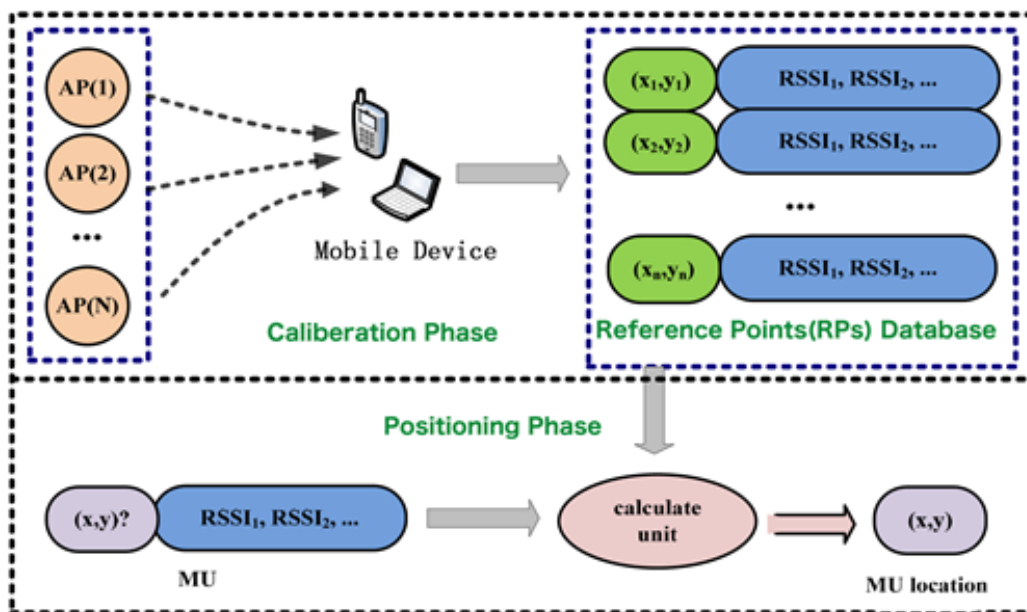 AP(1)
AP(2)
...
AP(N)
Mobile Device
Caliberation Phase
(x₁,y₁) RSSI₁, RSSI₂, ...
(x₂,y₂) RSSI₁, RSSI₂, ...
...
(xₙ,yₙ) RSSI₁, RSSI₂, ...
Reference Points(RPs) Database
Positioning Phase
(x,y)? RSSI₁, RSSI₂, ...
MU
calculate
unit
(x,y)
MU location